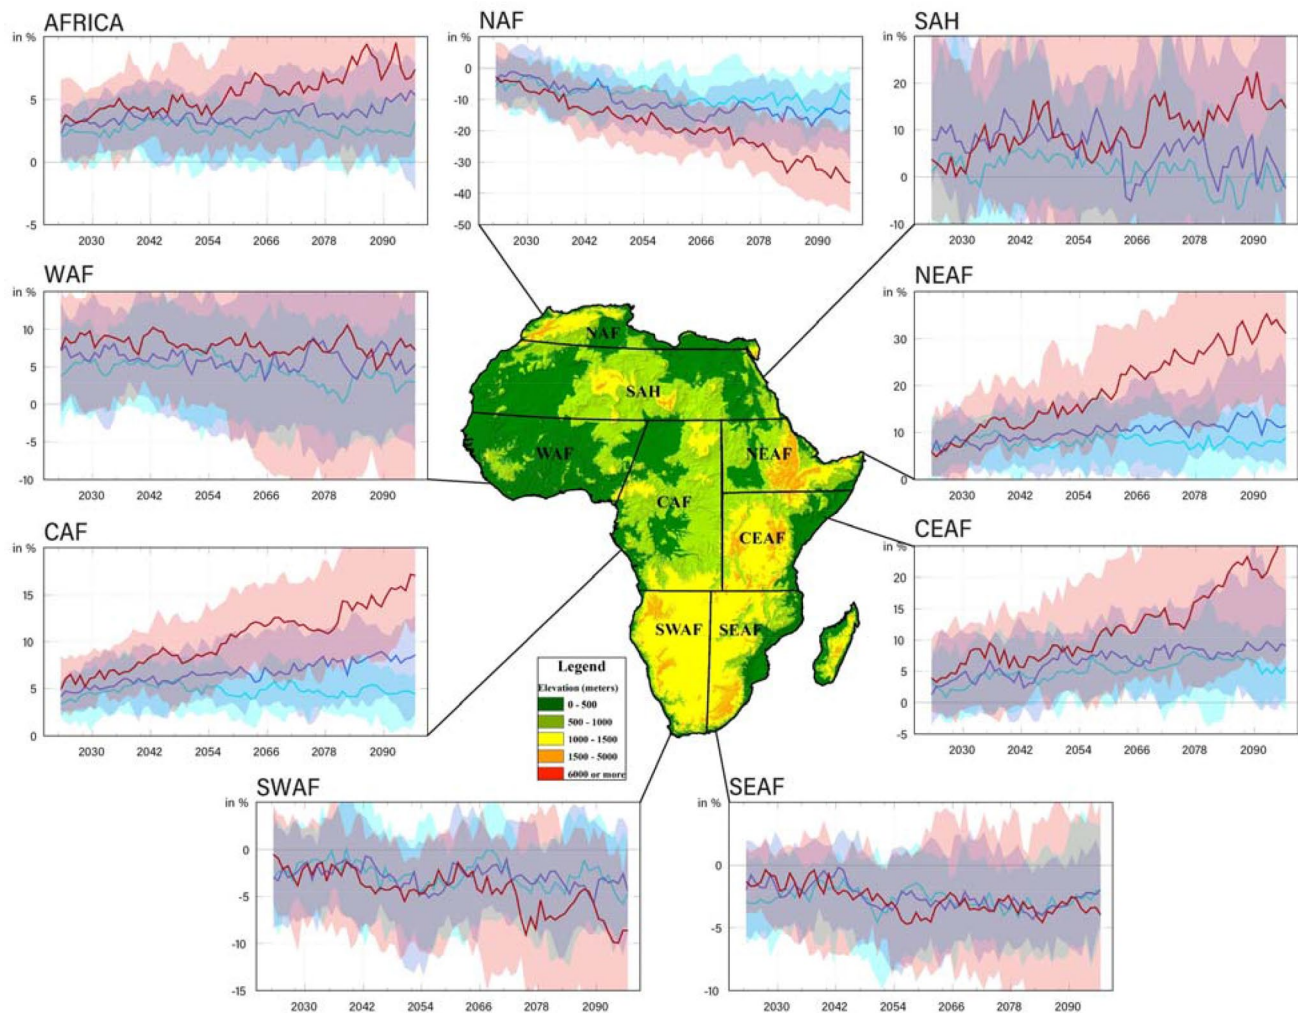 AFRICA
in %
5
0
-5
2030 2042 2054 2066 2078 2090
NAF
in %
0
-10
-20
-30
-40
-50
2030 2042 2054 2066 2078 2090
SAH
in %
20
10
0
-10
2030 2042 2054 2066 2078 2090
WAF
in %
10
5
0
-5
-10
2030 2042 2054 2066 2078 2090
NEAF
in %
30
20
10
0
2030 2042 2054 2066 2078 2090
NAF
SAH
WAF
NEAF
CAF
CEAF
SWAF
SEAF
Legend
Elevation (meters)
0 - 500
500 - 1000
1000 - 1500
1500 - 5000
6000 or more
CAF
in %
20
15
10
5
0
2030 2042 2054 2066 2078 2090
CEAF
in %
20
15
10
5
0
-5
2030 2042 2054 2066 2078 2090
SWAF
in %
0
-5
-10
-15
2030 2042 2054 2066 2078 2090
SEAF
in %
0
-5
-10
2030 2042 2054 2066 2078 2090